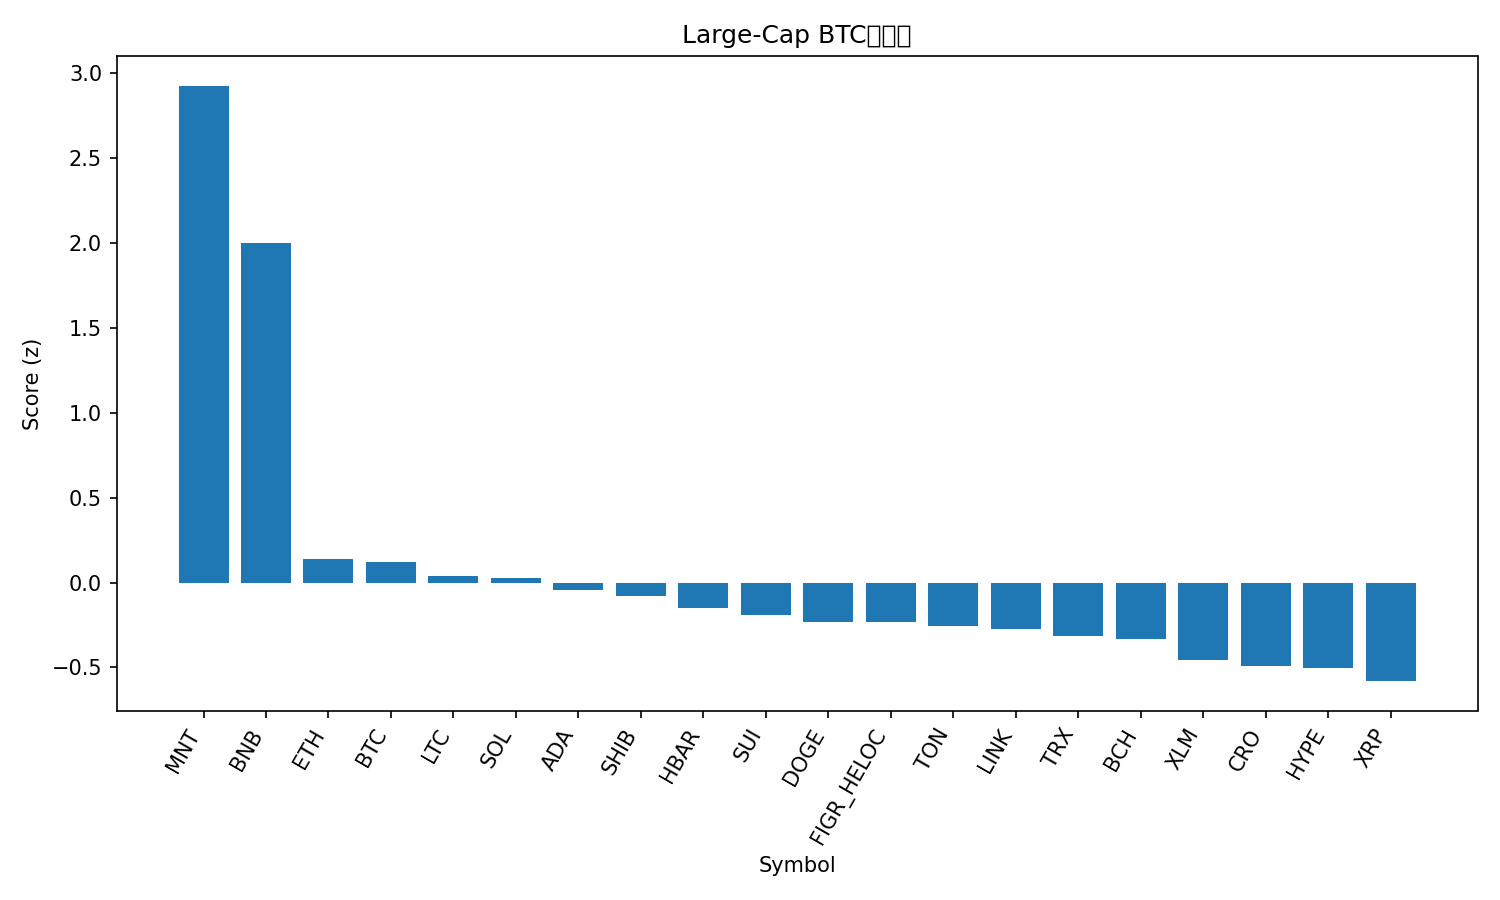 Large-Cap BTC
3.0
2.5
2.0
1.5
1.0
0.5
0.0
−0.5
Score (z)
MNT
BNB
ETH
BTC
LTC
SOL
ADA
SHIB
HBAR
SUI
DOGE
FIGR_HELOC
TON
LINK
TRX
BCH
XLM
CRO
HYPE
XRP
Symbol